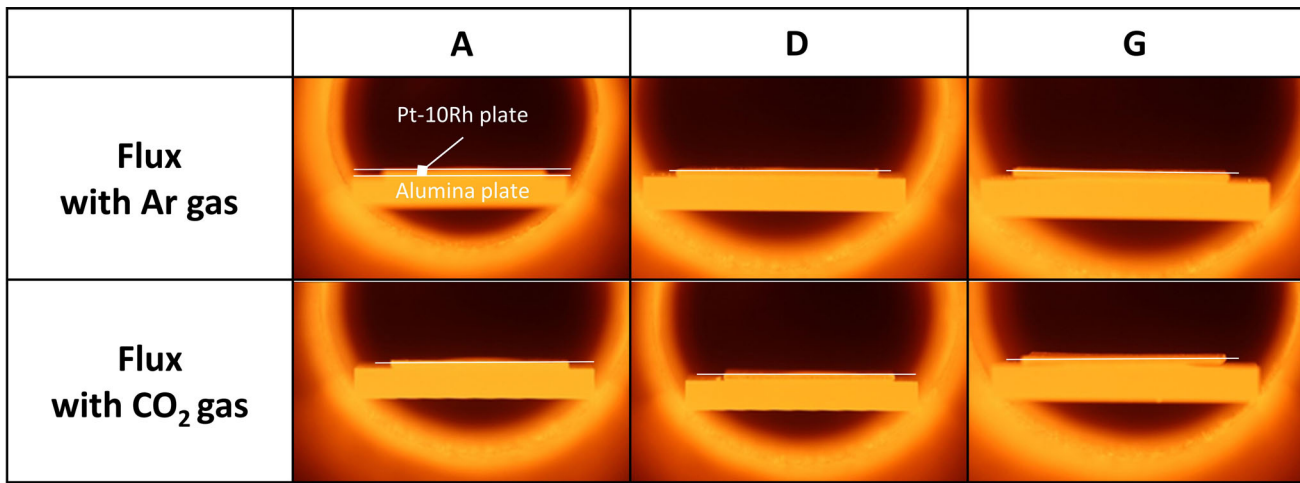 A
D
G
Flux
with Ar gas
Pt-10Rh plate
Alumina plate
Flux
with CO₂ gas